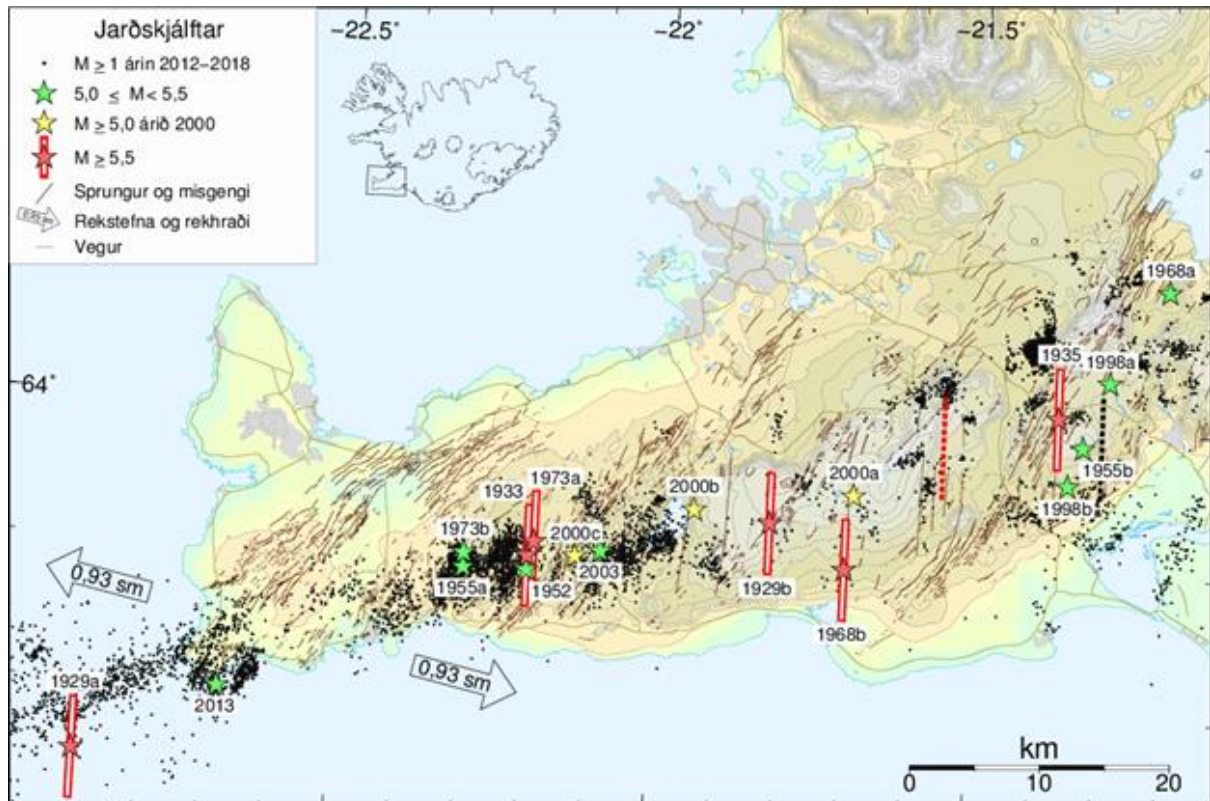 Jarðskjálftar
M ≥ 1 árin 2012–2018
5,0 ≤ M < 5,5
M ≥ 5,0 árið 2000
M ≥ 5,5
Sprungur og misgengi
Rekstefna og rekhraði
Vegur
−22.5°
−22°
−21.5°
64°
1968a
1935
1998a
1955b
1998b
2000a
2000b
1973a
1933
1973b
2000c
2003
1955a
1952
1929b
1968b
0,93 sm
0,93 sm
1929a
2013
km
0 10 20